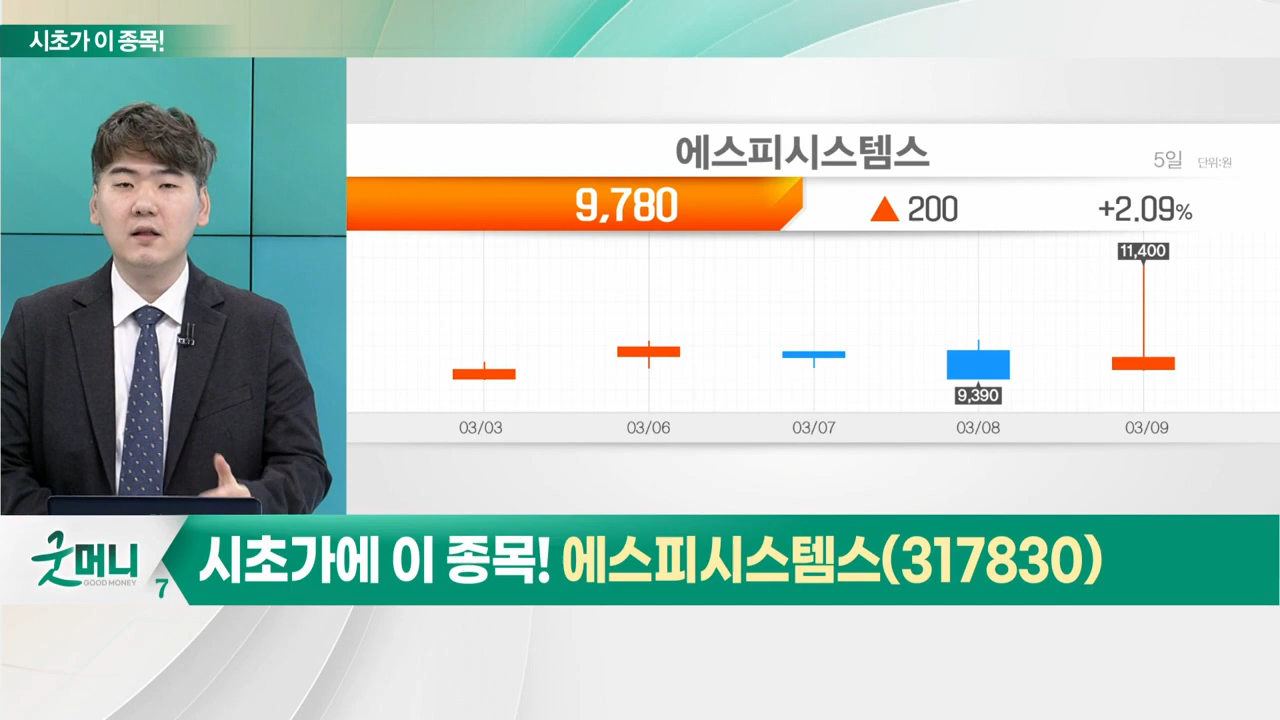 시초가 이 종목!
에스피시스템스
5일 단위:원
9,780 ▲200 +2.09%
11,400
9,390
03/03 03/06 03/07 03/08 03/09
굿머니
GOOD MONEY
7
시초가에 이 종목! 에스피시스템스(317830)